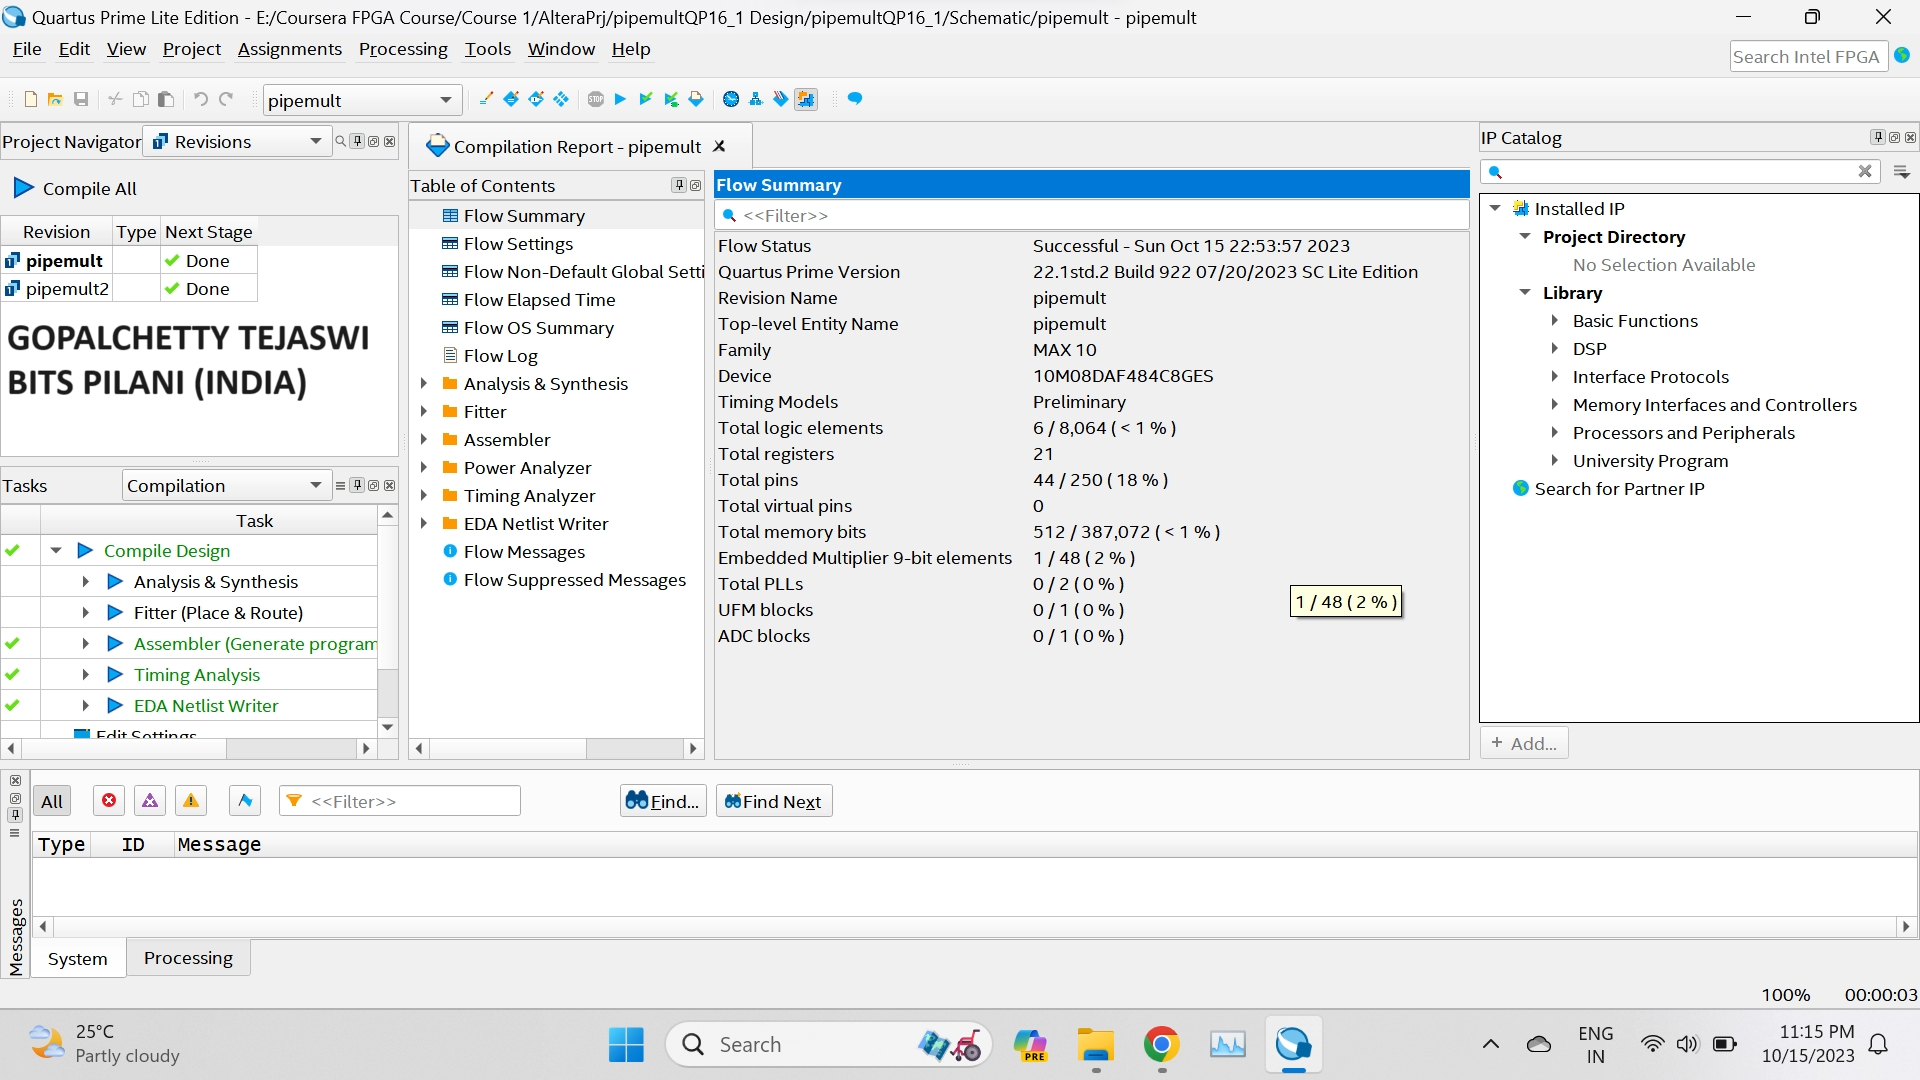 Quartus Prime Lite Edition - E:/Coursera FPGA Course/Course 1/AlteraPrj/pipemultQP16_1 Design/pipemultQP16_1/Schematic/pipemult - pipemult
File Edit View Project Assignments Processing Tools Window Help
Search Intel FPGA
pipemult
Project Navigator Revisions
Compile All
Revision Type Next Stage
pipemult Done
pipemult2 Done
GOPALCHETTY TEJASWI
BITS PILANI (INDIA)
Tasks Compilation
Task
Compile Design
Analysis & Synthesis
Fitter (Place & Route)
Assembler (Generate program
Timing Analysis
EDA Netlist Writer
Edit Settings
Compilation Report - pipemult
Table of Contents
Flow Summary
Flow Settings
Flow Non-Default Global Setti
Flow Elapsed Time
Flow OS Summary
Flow Log
Analysis & Synthesis
Fitter
Assembler
Power Analyzer
Timing Analyzer
EDA Netlist Writer
Flow Messages
Flow Suppressed Messages
Flow Summary
<<Filter>>
Flow Status Successful - Sun Oct 15 22:53:57 2023
Quartus Prime Version 22.1std.2 Build 922 07/20/2023 SC Lite Edition
Revision Name pipemult
Top-level Entity Name pipemult
Family MAX 10
Device 10M08DAF484C8GES
Timing Models Preliminary
Total logic elements 6 / 8,064 ( < 1 % )
Total registers 21
Total pins 44 / 250 ( 18 % )
Total virtual pins 0
Total memory bits 512 / 387,072 ( < 1 % )
Embedded Multiplier 9-bit elements 1 / 48 ( 2 % )
Total PLLs 0 / 2 ( 0 % )
UFM blocks 0 / 1 ( 0 % )
ADC blocks 0 / 1 ( 0 % )
1 / 48 ( 2 % )
IP Catalog
Installed IP
Project Directory
No Selection Available
Library
Basic Functions
DSP
Interface Protocols
Memory Interfaces and Controllers
Processors and Peripherals
University Program
Search for Partner IP
+ Add...
Messages
All <<Filter>> Find... Find Next
Type ID Message
System Processing
100% 00:00:03
25°C
Partly cloudy
Search
PRE
ENG
IN
11:15 PM
10/15/2023